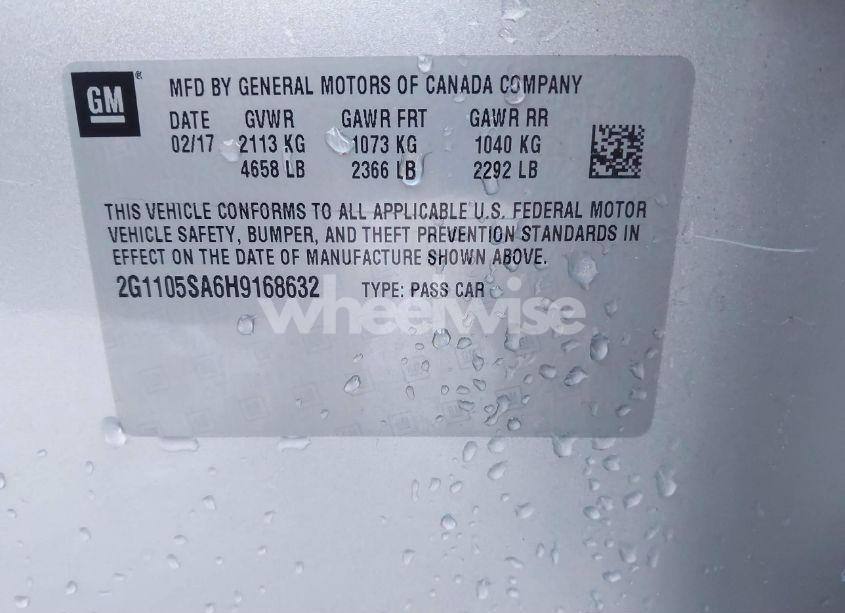 GM® MFD BY GENERAL MOTORS OF CANADA COMPANY
DATE GVWR GAWR FRT GAWR RR
02/17 2113 KG 1073 KG 1040 KG
4658 LB 2366 LB 2292 LB
THIS VEHICLE CONFORMS TO ALL APPLICABLE U.S. FEDERAL MOTOR
VEHICLE SAFETY, BUMPER, AND THEFT PREVENTION STANDARDS IN
EFFECT ON THE DATE OF MANUFACTURE SHOWN ABOVE.
2G1105SA6H9168632 TYPE: PASS CAR
wheelwise